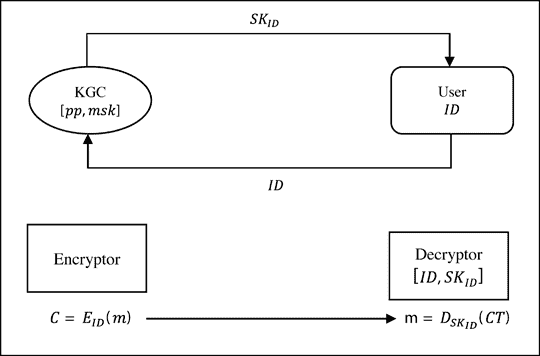 SK_ID
KGC
[pp, msk]
User
ID
ID
Encryptor
Decryptor
[ID, SK_ID]
C = E_ID(m)
m = D_SK_ID(CT)